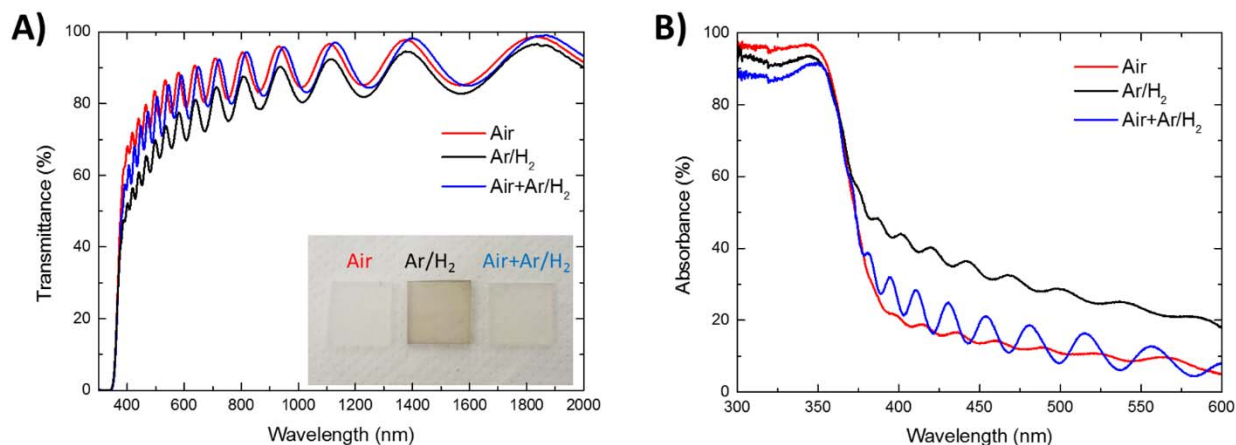 A)
100
80
60
40
20
0
Transmittance (%)
400
600
800
1000
1200
1400
1600
1800
2000
Wavelength (nm)
Air
Ar/H₂
Air+Ar/H₂
Air
Ar/H₂
Air+Ar/H₂
B)
100
80
60
40
20
0
Absorbance (%)
300
350
400
450
500
550
600
Wavelength (nm)
Air
Ar/H₂
Air+Ar/H₂